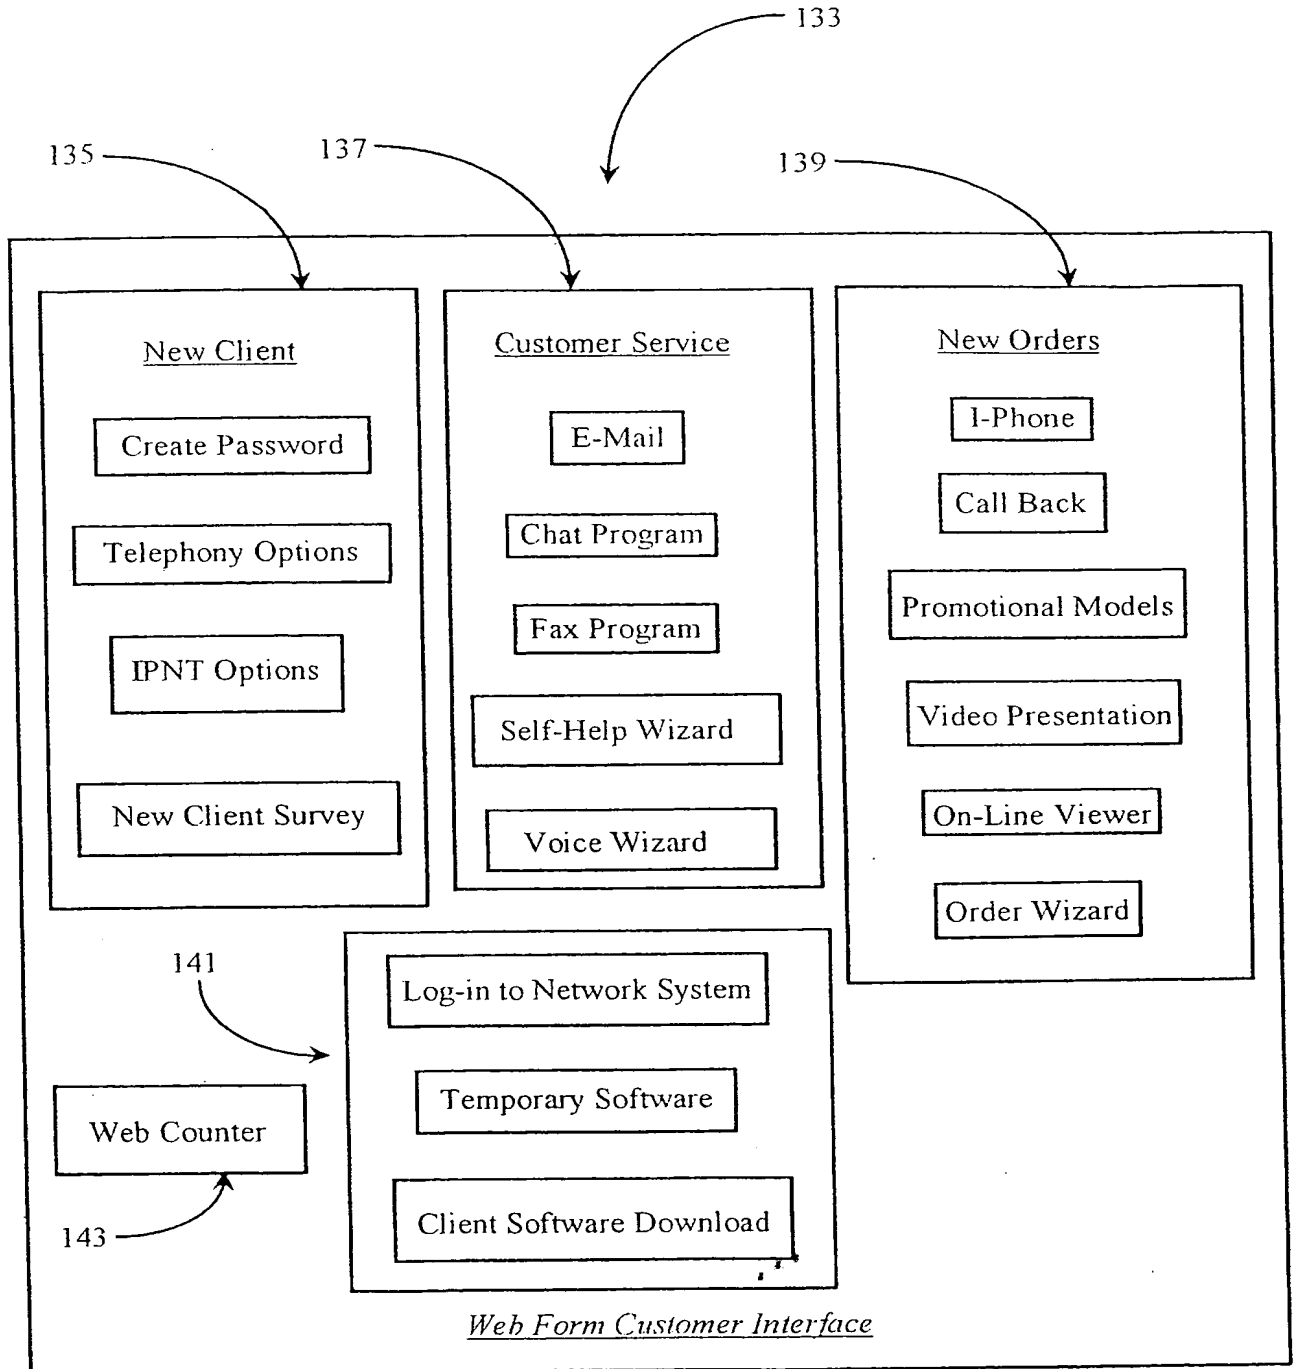 133
135
137
139
New Client
Create Password
Telephony Options
IPNT Options
New Client Survey
Customer Service
E-Mail
Chat Program
Fax Program
Self-Help Wizard
Voice Wizard
New Orders
I-Phone
Call Back
Promotional Models
Video Presentation
On-Line Viewer
Order Wizard
141
Log-in to Network System
Temporary Software
Client Software Download
Web Counter
143
Web Form Customer Interface